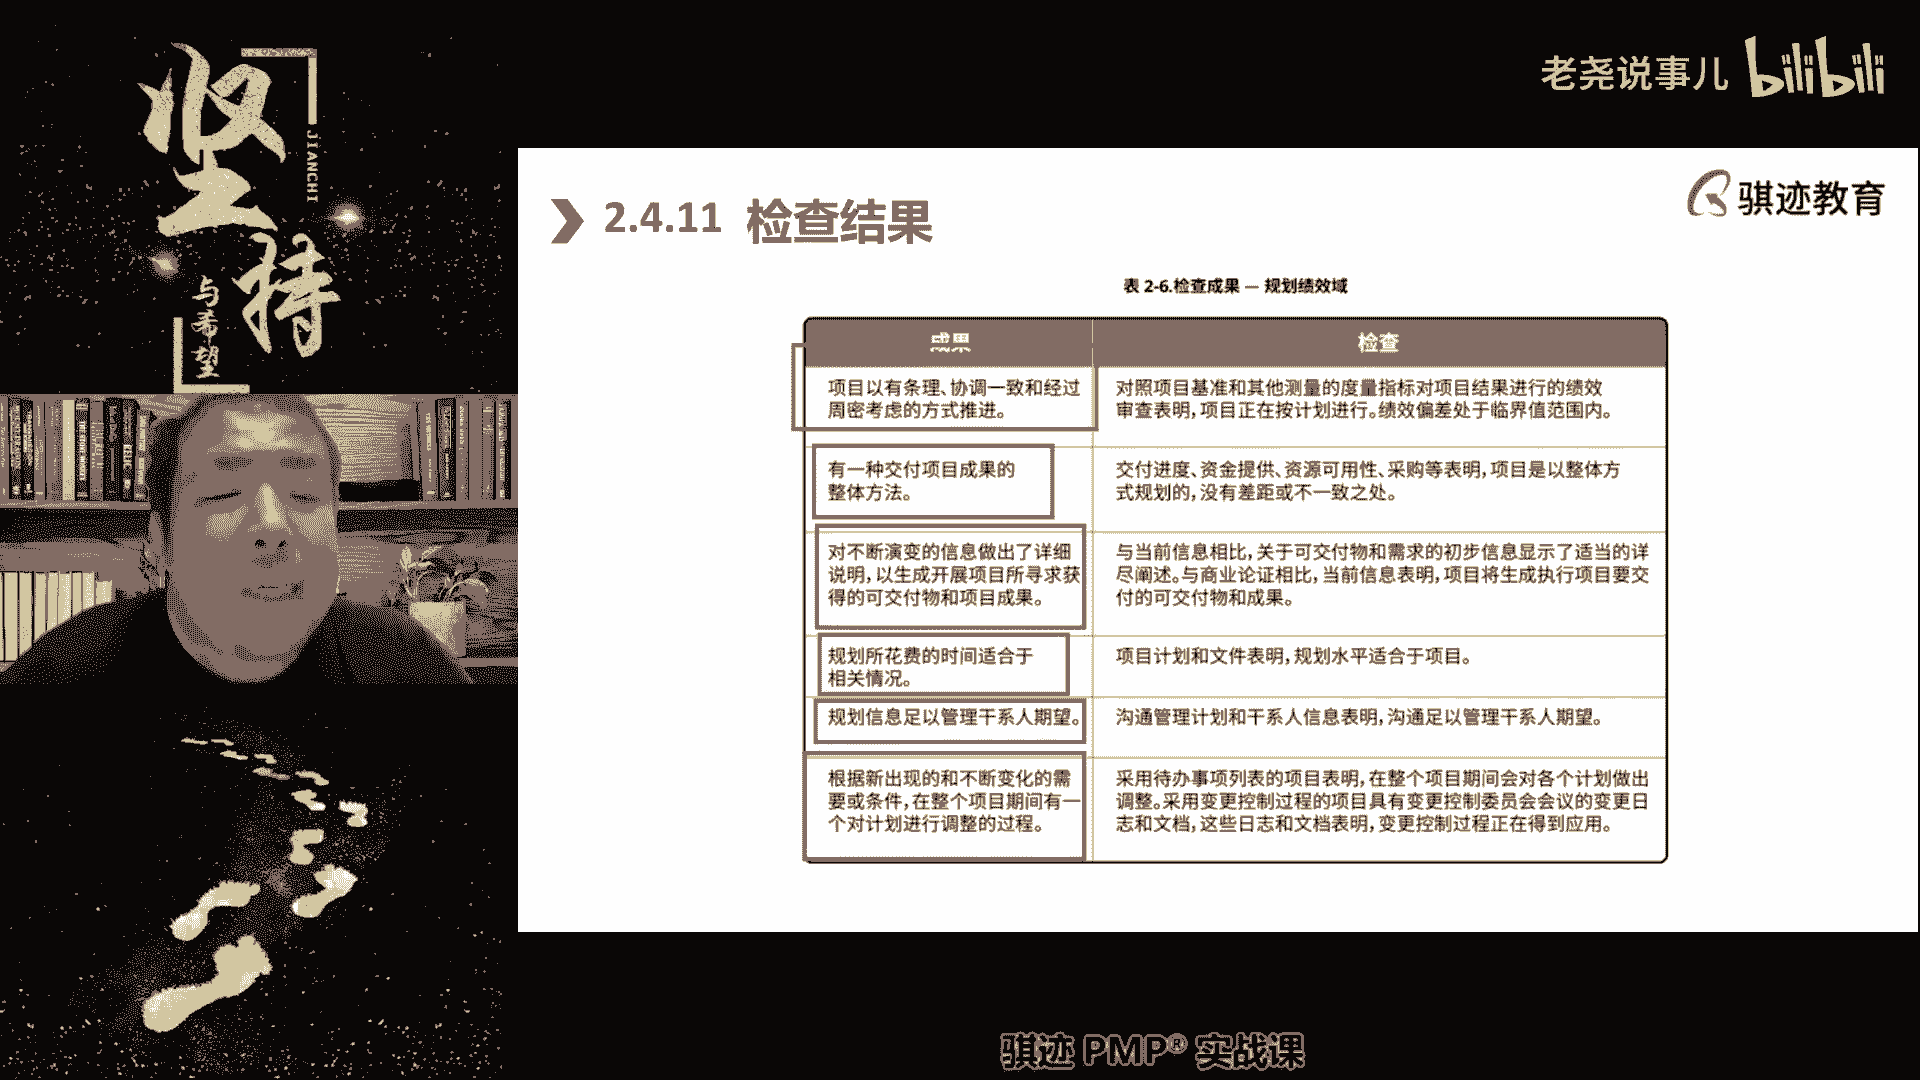 坚持
JIANCHI
与希望
老尧说事儿 bilibili
骐迹教育
2.4.11 检查结果
表 2-6.检查成果 — 规划绩效域
成果
检查
项目以有条理、协调一致和经过
周密考虑的方式推进。
对照项目基准和其他测量的度量指标对项目结果进行的绩效
审查表明,项目正在按计划进行。绩效偏差处于临界值范围内。
有一种交付项目成果的
整体方法。
交付进度、资金提供、资源可用性、采购等表明,项目是以整体方
式规划的,没有差距或不一致之处。
对不断演变的信息做出了详细
说明,以生成开展项目所寻求获
得的可交付物和项目成果。
与当前信息相比,关于可交付物和需求的初步信息显示了适当的详
尽阐述。与商业论证相比,当前信息表明,项目将生成执行项目要交
付的可交付物和成果。
规划所花费的时间适合于
相关情况。
项目计划和文件表明,规划水平适合于项目。
规划信息足以管理干系人期望。
沟通管理计划和干系人信息表明,沟通足以管理干系人期望。
根据新出现的和不断变化的需
要或条件,在整个项目期间有一
个对计划进行调整的过程。
采用待办事项列表的项目表明,在整个项目期间会对各个计划做出
调整。采用变更控制过程的项目具有变更控制委员会会议的变更日
志和文档,这些日志和文档表明,变更控制过程正在得到应用。
骐迹 PMP® 实战课